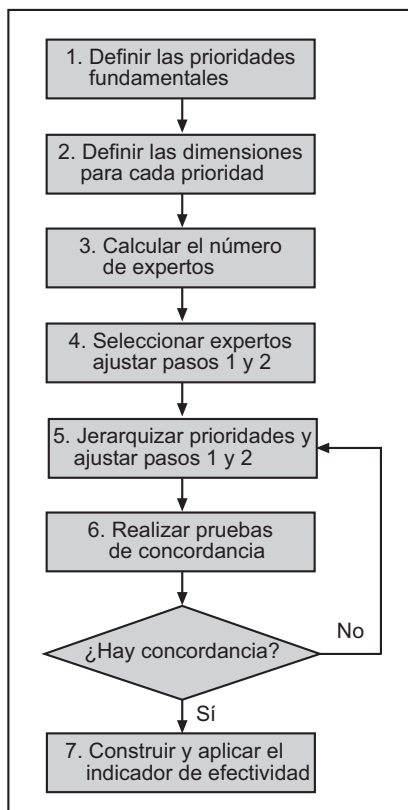 1. Definir las prioridades
fundamentales
2. Definir las dimensiones
para cada prioridad
3. Calcular el número
de expertos
4. Seleccionar expertos
ajustar pasos 1 y 2
5. Jerarquizar prioridades y
ajustar pasos 1 y 2
6. Realizar pruebas
de concordancia
¿Hay concordancia?
No
Sí
7. Construir y aplicar el
indicador de efectividad